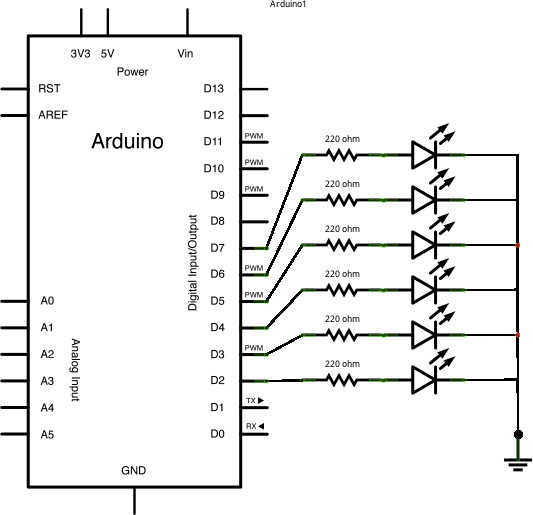 Arduino1
3V3 5V Vin
Power
RST
AREF
Arduino
D13
D12
PWM
D11
D10
PWM
D9
PWM
D8
D7
D6
PWM
D5
PWM
D4
D3
PWM
D2
D1
TX
D0
RX
Digital Input/Output
A0
A1
A2
A3
A4
A5
Analog Input
GND
220 ohm
220 ohm
220 ohm
220 ohm
220 ohm
220 ohm